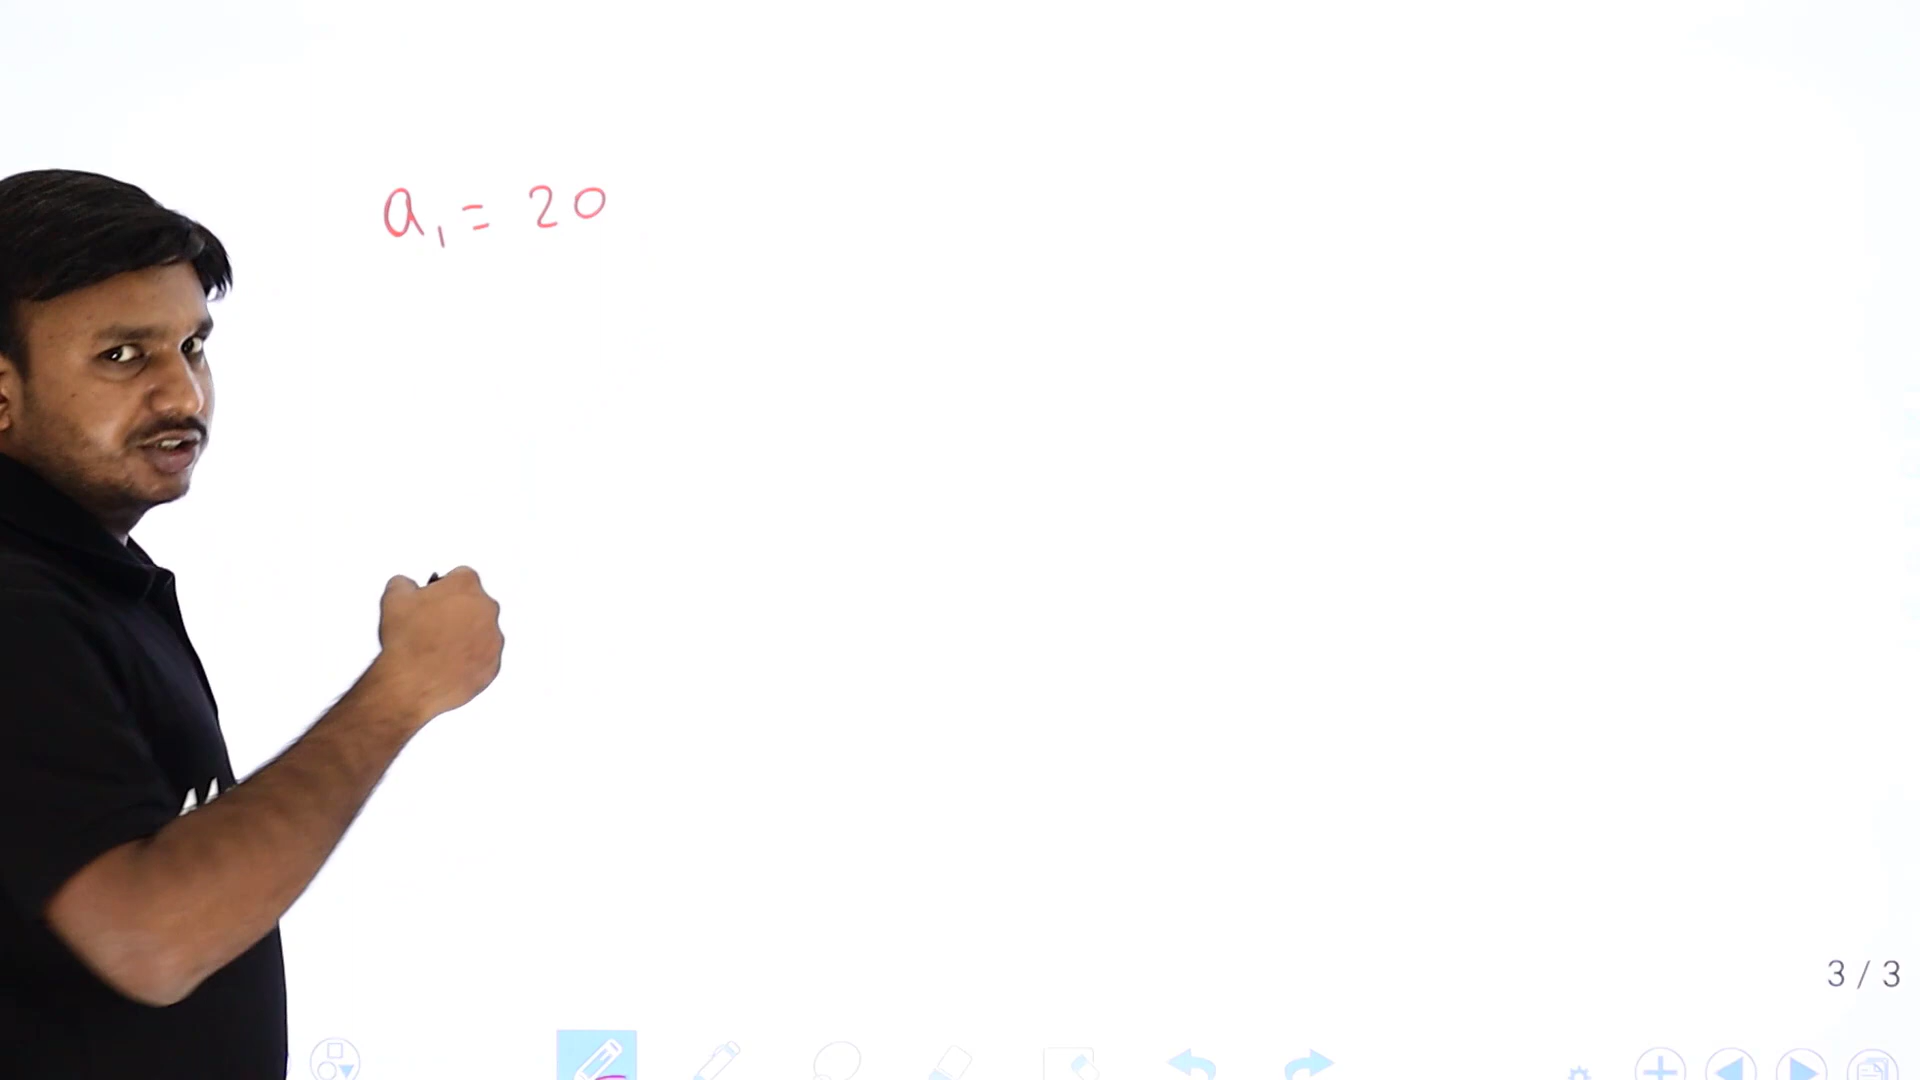 a₁ = 20
3 / 3